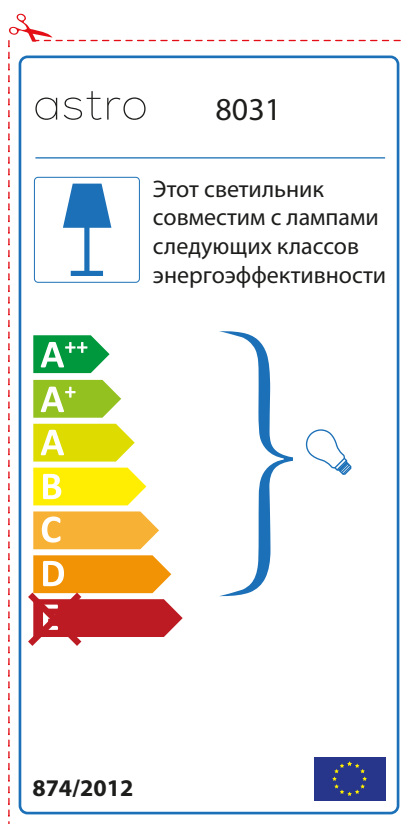 astro 8031
Этот светильник
совместим с лампами
следующих классов
энергоэффективности
A++
A+
A
B
C
D
E
874/2012